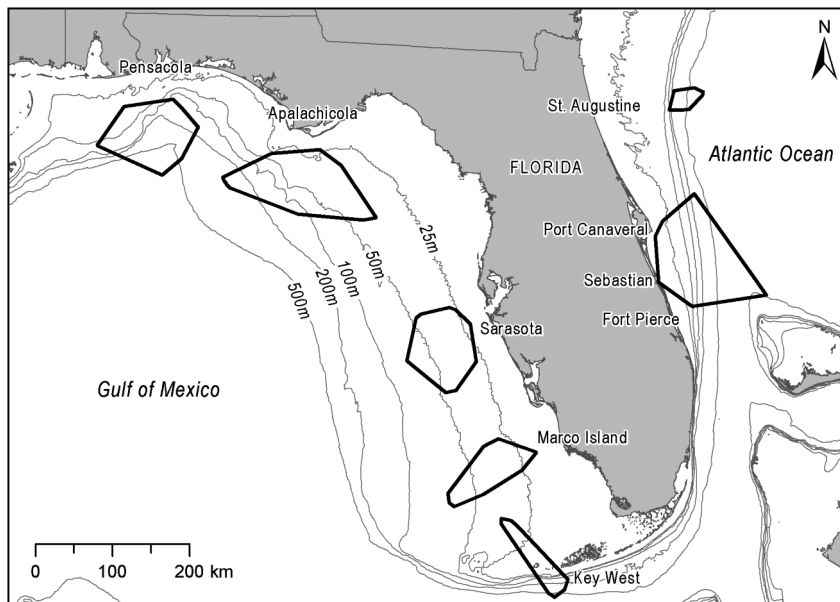 N
Pensacola
Apalachicola
St. Augustine
Atlantic Ocean
FLORIDA
Port Canaveral
25m
50m
100m
200m
500m
Sebastian
Fort Pierce
Sarasota
Gulf of Mexico
Marco Island
Key West
0 100 200 km